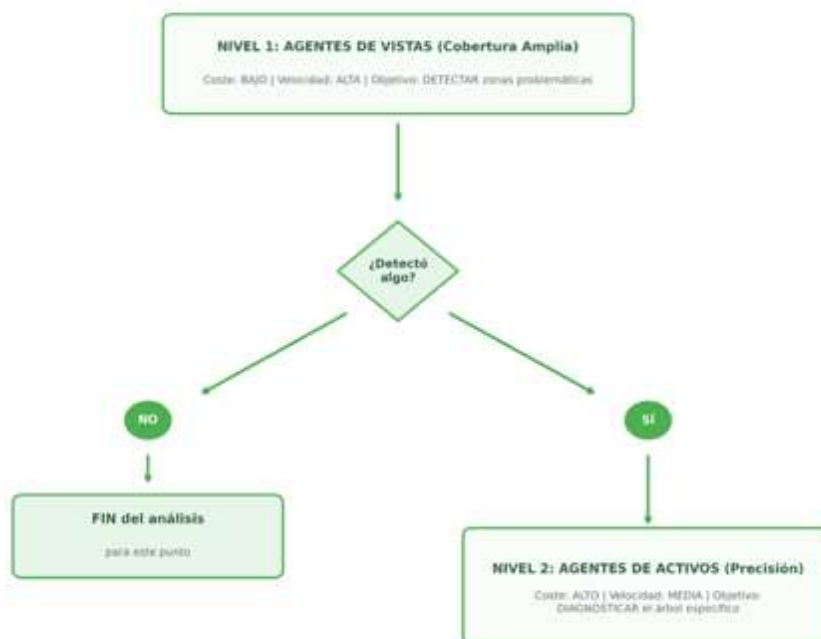 NIVEL 1: AGENTES DE VISTAS (Cobertura Amplia)
Coste: BAJO | Velocidad: ALTA | Objetivo: DETECTAR zonas problemáticas
¿Detectó
algo?
NO
SÍ
FIN del análisis
para este punto
NIVEL 2: AGENTES DE ACTIVOS (Precisión)
Coste: ALTO | Velocidad: MEDIA | Objetivo:
DIAGNOSTICAR el árbol específico